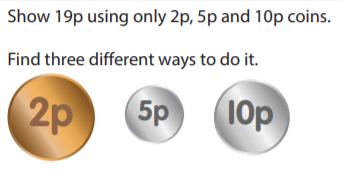 Show 19p using only 2p, 5p and 10p coins.
Find three different ways to do it.
2p 5p 10p